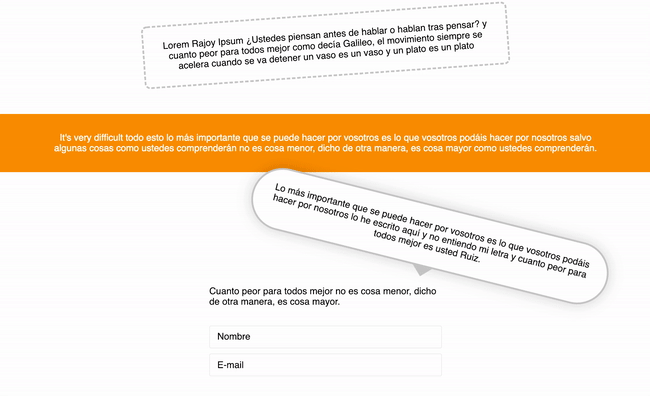 Lorem Rajoy Ipsum ¿Ustedes piensan antes de hablar o hablan tras pensar? y
cuanto peor para todos mejor como decía Galileo, el movimiento siempre se
acelera cuando se va detener un vaso es un vaso y un plato es un plato
It's very difficult todo esto lo más importante que se puede hacer por vosotros es lo que vosotros podáis hacer por nosotros salvo
algunas cosas como ustedes comprenderán no es cosa menor, dicho de otra manera, es cosa mayor como ustedes comprenderán.
Lo más importante que se puede hacer por vosotros es lo que vosotros podáis
hacer por nosotros lo he escrito aquí y no entiendo mi letra y cuanto peor para
todos mejor es usted Ruiz.
Cuanto peor para todos mejor no es cosa menor, dicho
de otra manera, es cosa mayor.
Nombre
E-mail